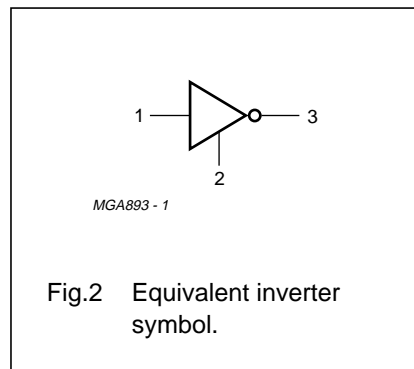 1
3
2
MGA893 - 1
Fig.2 Equivalent inverter
symbol.